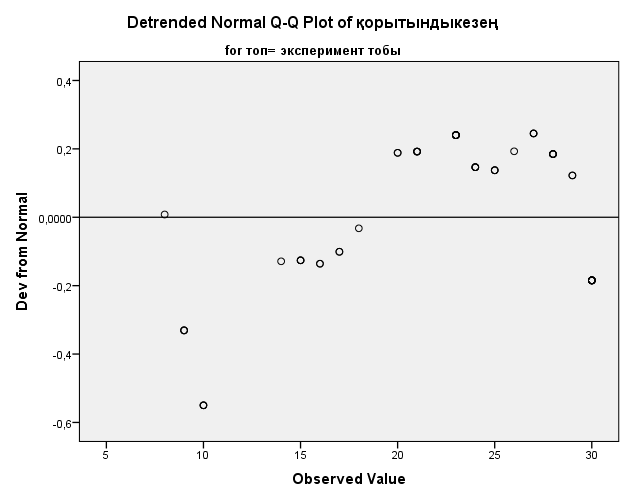 Detrended Normal Q-Q Plot of қорытындыкезең
for топ= эксперимент тобы
0,4
0,2
0,0000
-0,2
-0,4
-0,6
Dev from Normal
5 10 15 20 25 30
Observed Value